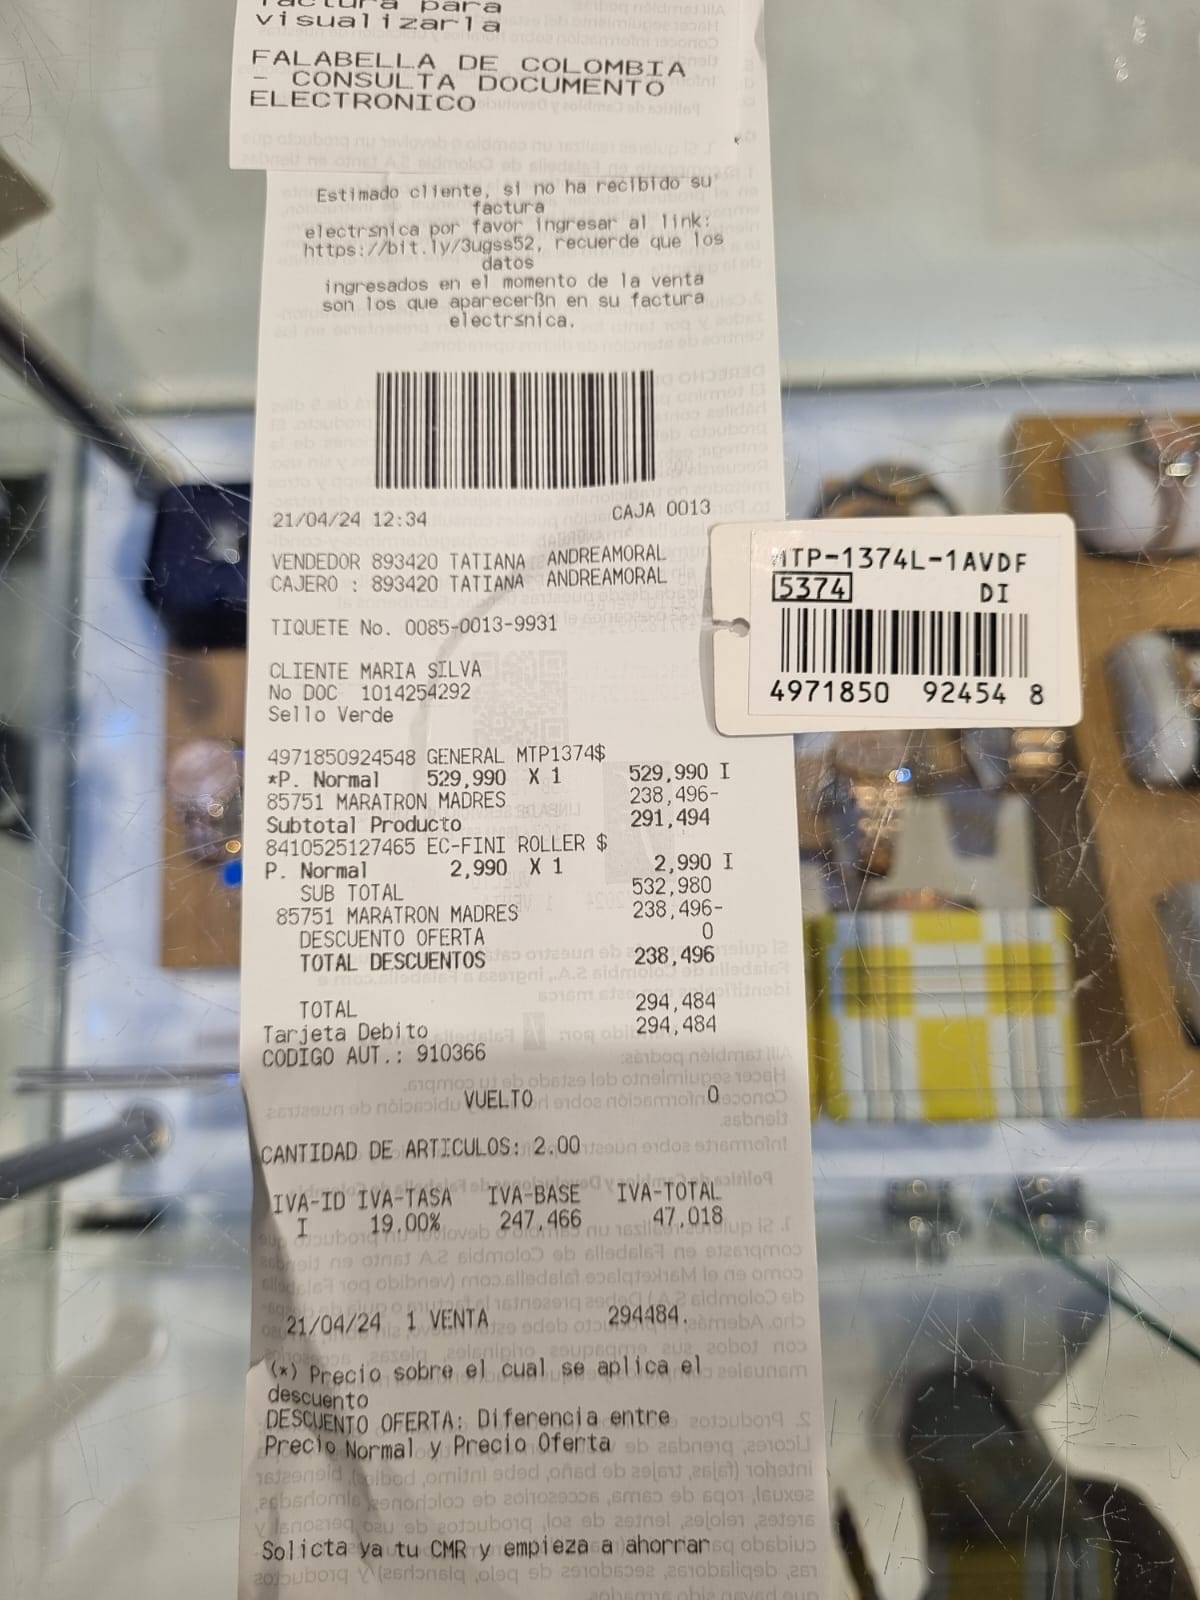 factura para
visualizarla
FALABELLA DE COLOMBIA
- CONSULTA DOCUMENTO
ELECTRONICO
Estimado cliente, si no ha recibido su
factura
electrsnica por favor ingresar al link:
https://bit.ly/3ugss52, recuerde que los
datos
ingresados en el momento de la venta
son los que aparecerßn en su factura
electrsnica.
21/04/24 12:34 CAJA 0013
VENDEDOR 893420 TATIANA ANDREAMORAL
CAJERO : 893420 TATIANA ANDREAMORAL
TIQUETE No. 0085-0013-9931
CLIENTE MARIA SILVA
No DOC 1014254292
Sello Verde
4971850924548 GENERAL MTP1374$
*P. Normal 529,990 X 1 529,990 I
85751 MARATRON MADRES 238,496-
Subtotal Producto 291,494
8410525127465 EC-FINI ROLLER $
P. Normal 2,990 X 1 2,990 I
SUB TOTAL 532,980
85751 MARATRON MADRES 238,496-
DESCUENTO OFERTA 0
TOTAL DESCUENTOS 238,496
TOTAL 294,484
Tarjeta Debito 294,484
CODIGO AUT.: 910366
VUELTO 0
CANTIDAD DE ARTICULOS: 2.00
IVA-ID IVA-TASA IVA-BASE IVA-TOTAL
I 19.00% 247,466 47,018
21/04/24 1 VENTA 294484.
(*) Precio sobre el cual se aplica el
descuento
DESCUENTO OFERTA: Diferencia entre
Precio Normal y Precio Oferta
Solicta ya tu CMR y empieza a ahorrar
MTP-1374L-1AVDF
5374 DI
4971850 92454 8